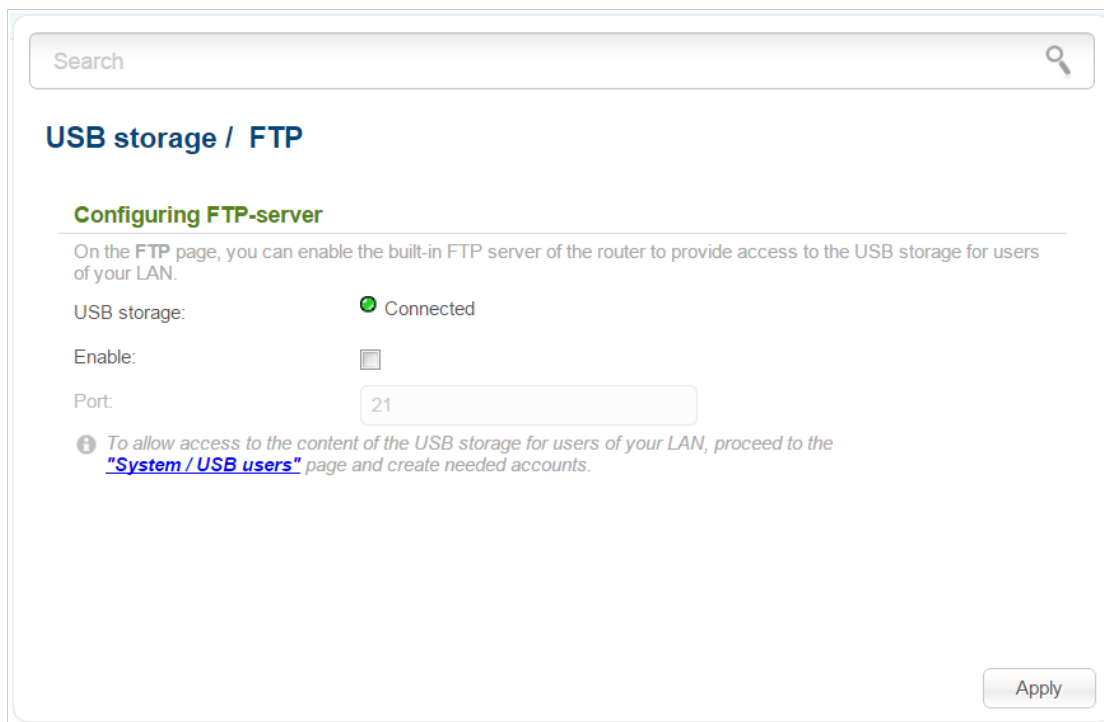 Search
USB storage /  FTP
Configuring FTP-server
On the FTP page, you can enable the built-in FTP server of the router to provide access to the USB storage for users
of your LAN.
USB storage: Connected
Enable:
Port: 21
To allow access to the content of the USB storage for users of your LAN, proceed to the
"System / USB users" page and create needed accounts.
Apply